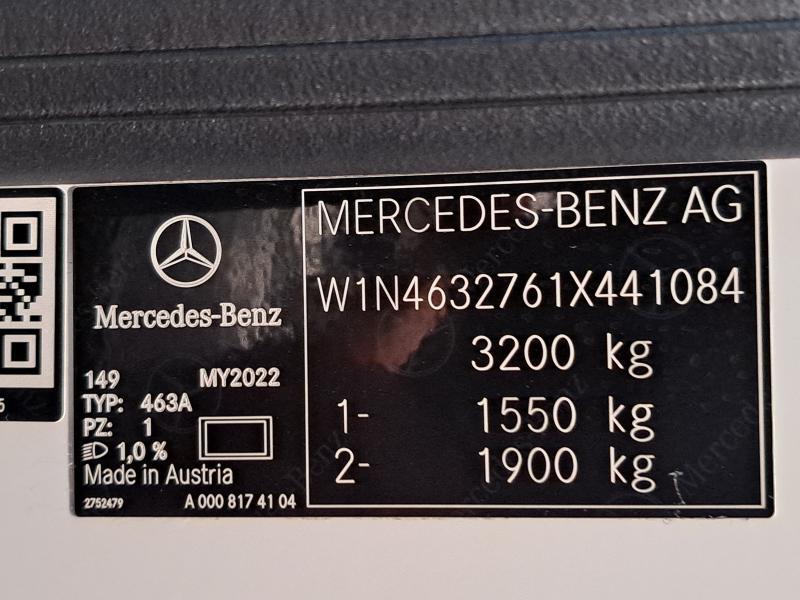 Mercedes-Benz
149 MY2022
TYP: 463A
PZ: 1
1,0 %
Made in Austria
2752479 A 000 817 41 04
MERCEDES-BENZ AG
W1N4632761X441084
3200 kg
1- 1550 kg
2- 1900 kg
5